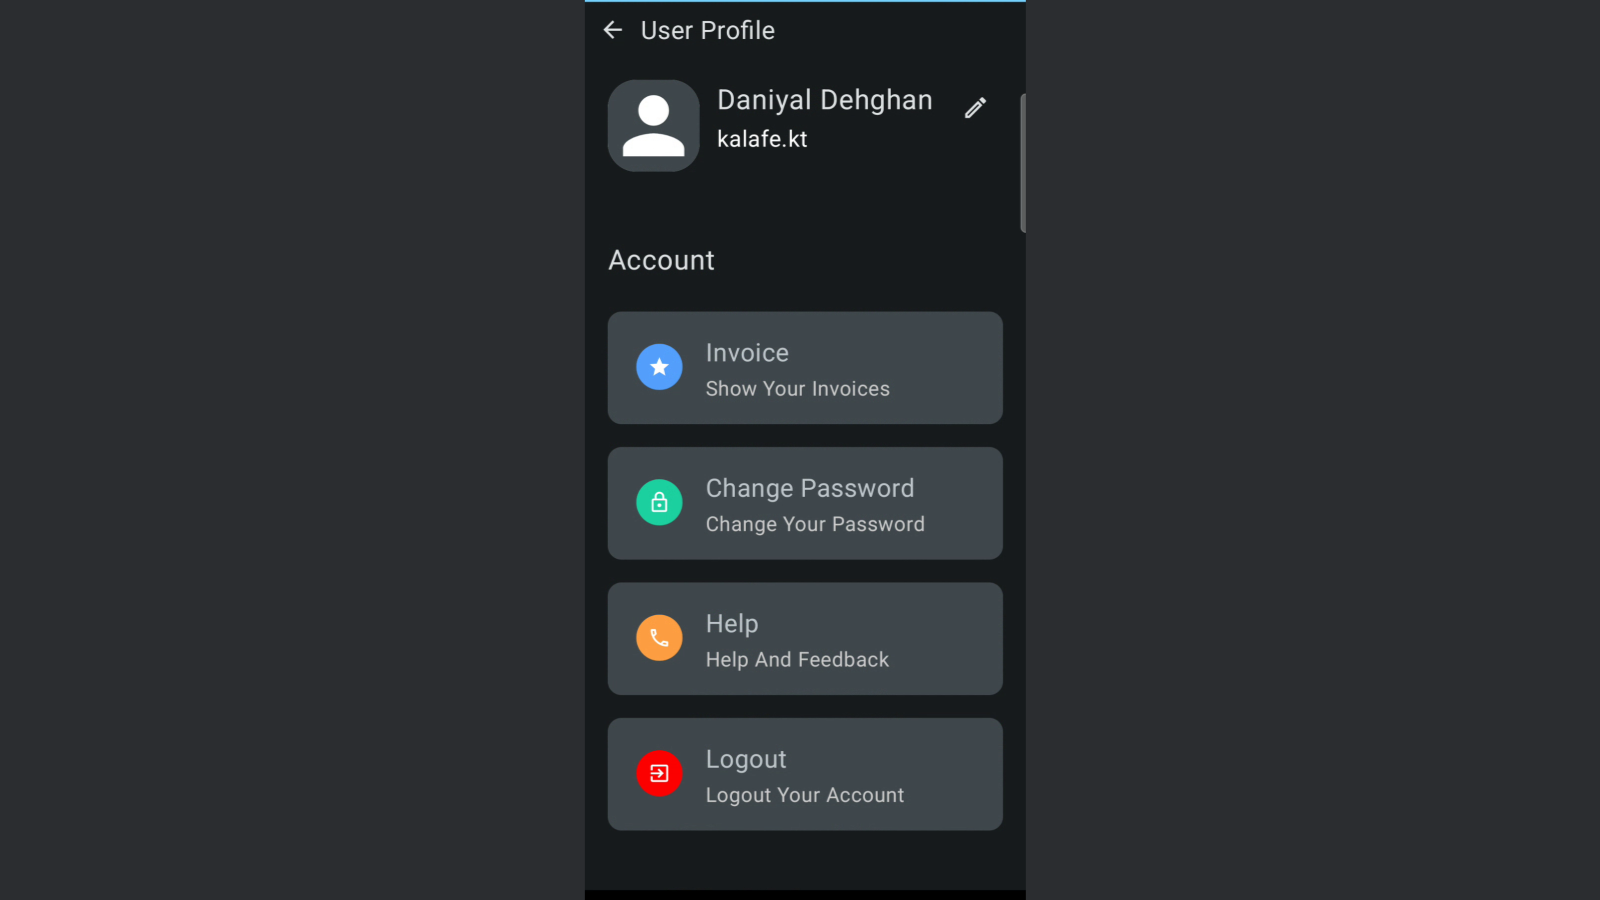 User Profile
Daniyal Dehghan
kalafe.kt
Account
Invoice
Show Your Invoices
Change Password
Change Your Password
Help
Help And Feedback
Logout
Logout Your Account